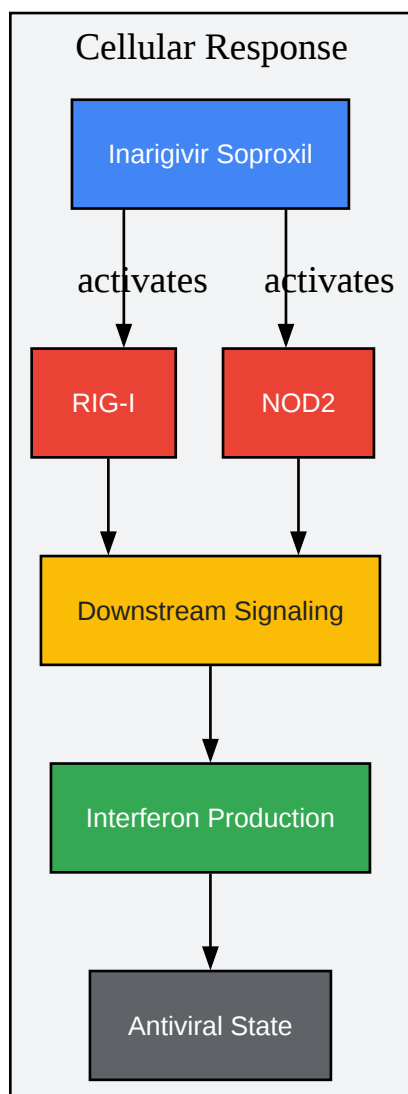 Cellular Response
Inarigivir Soproxil
activates activates
RIG-I NOD2
Downstream Signaling
Interferon Production
Antiviral State